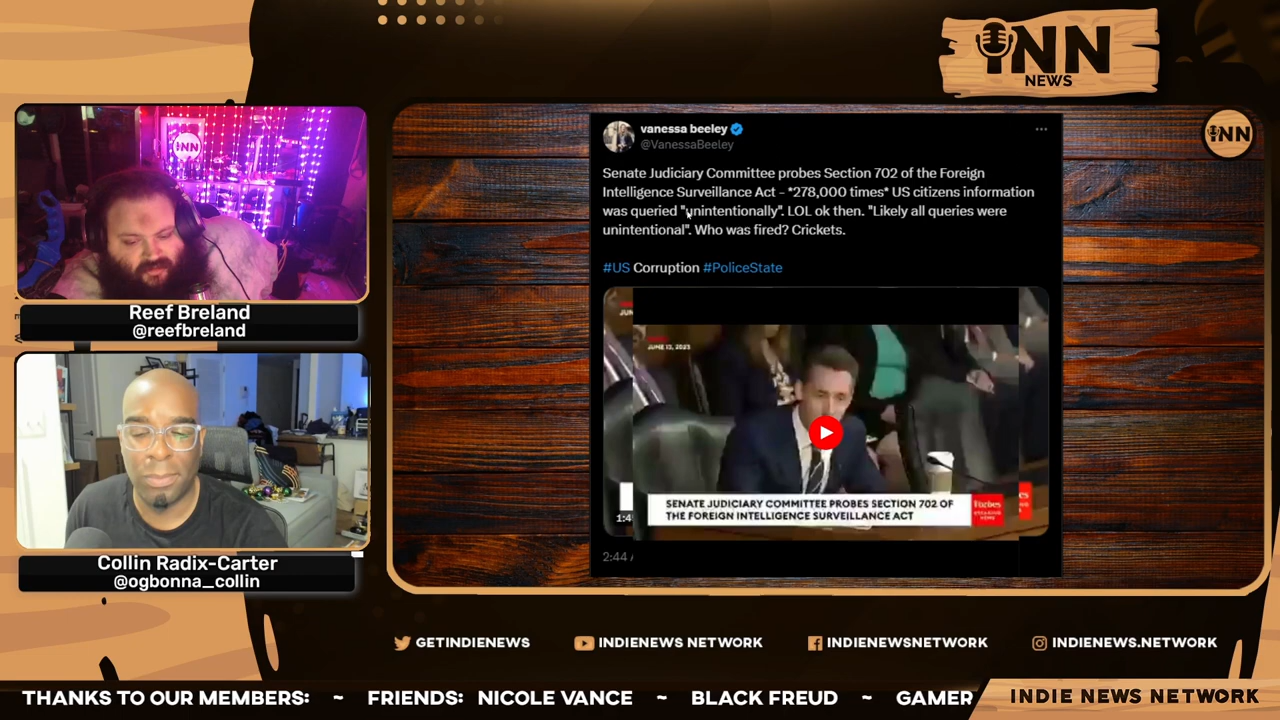 iNN
NEWS
iNN
iNN
vanessa beeley
@VanessaBeeley
Senate Judiciary Committee probes Section 702 of the Foreign
Intelligence Surveillance Act - *278,000 times* US citizens information
was queried "unintentionally". LOL ok then. "Likely all queries were
unintentional". Who was fired? Crickets.
#US Corruption #PoliceState
JUNE 13, 2023
SENATE JUDICIARY COMMITTEE PROBES SECTION 702 OF
THE FOREIGN INTELLIGENCE SURVEILLANCE ACT
Forbes
BREAKING
NEWS
2:44
Reef Breland
@reefbreland
Collin Radix-Carter
@ogbonna_collin
GETINDIENEWS
INDIENEWS NETWORK
INDIENEWSNETWORK
INDIENEWS.NETWORK
THANKS TO OUR MEMBERS: ~ FRIENDS: NICOLE VANCE ~ BLACK FREUD ~ GAMER
INDIE NEWS NETWORK